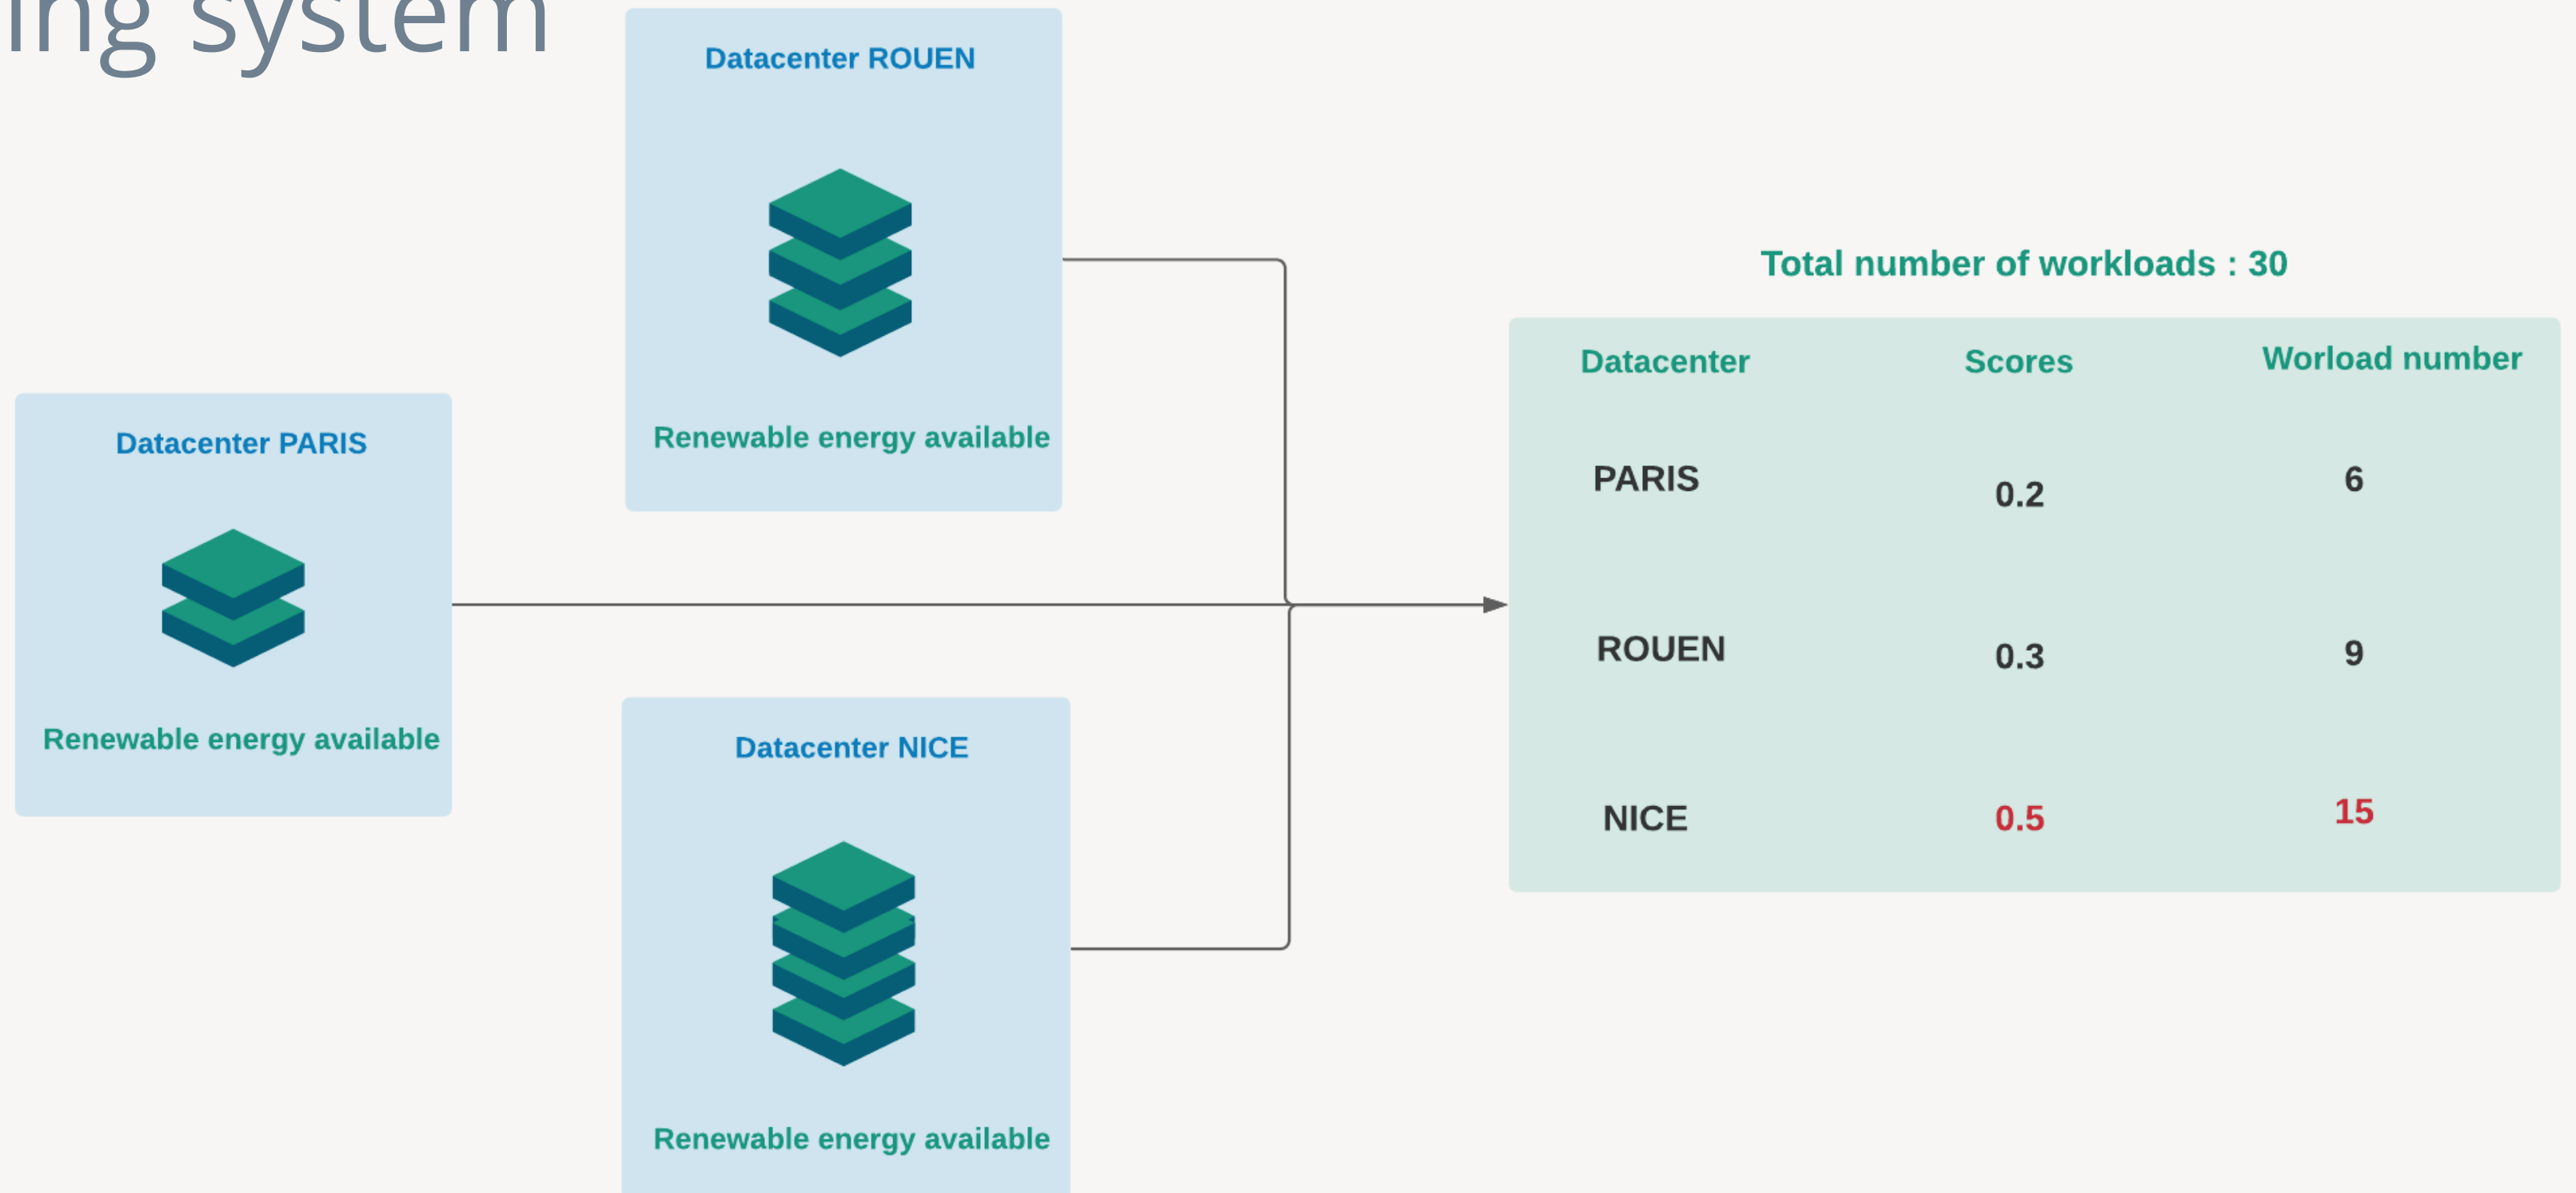 ing system
Datacenter ROUEN
Renewable energy available
Datacenter PARIS
Renewable energy available
Datacenter NICE
Renewable energy available
Total number of workloads : 30
Datacenter Scores Worload number
PARIS 0.2 6
ROUEN 0.3 9
NICE 0.5 15